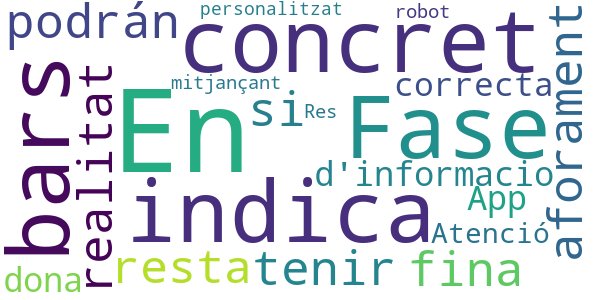 podrán
personalitzat
robot
concret
mitjançant
correcta
En
si
Res
Fase
bars
realitat
aforament
d'informacio
indica
App
Atenció
dona
resta
tenir
fina